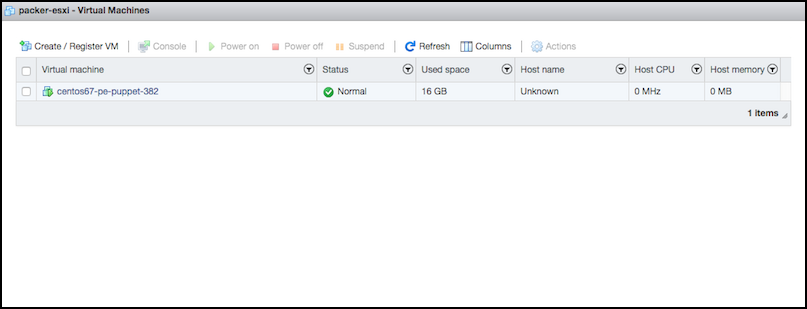 packer-esxi - Virtual Machines
Create / Register VM | Console | Power on Power off Suspend | Refresh Columns | Actions
Virtual machine Status Used space Host name Host CPU Host memory
centos67-pe-puppet-382 Normal 16 GB Unknown 0 MHz 0 MB
1 items